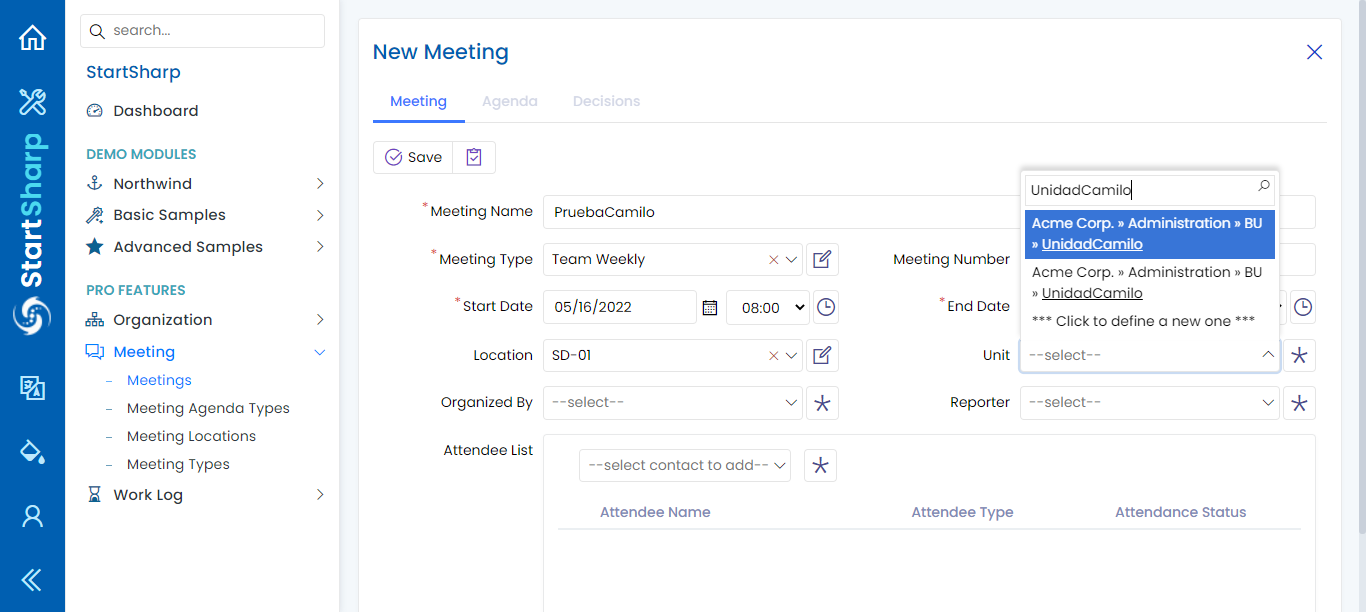 StartSharp
search...
StartSharp
Dashboard
DEMO MODULES
Northwind
Basic Samples
Advanced Samples
PRO FEATURES
Organization
Meeting
Meetings
Meeting Agenda Types
Meeting Locations
Meeting Types
Work Log
New Meeting
Meeting Agenda Decisions
Save
*Meeting Name PruebaCamilo
*Meeting Type Team Weekly
Meeting Number
*Start Date 05/16/2022 08:00
*End Date
Location SD-01
Unit --select--
UnidadCamilo
Acme Corp. » Administration » BU
» UnidadCamilo
Acme Corp. » Administration » BU
» UnidadCamilo
*** Click to define a new one ***
Organized By --select--
Reporter --select--
Attendee List
--select contact to add--
Attendee Name Attendee Type Attendance Status